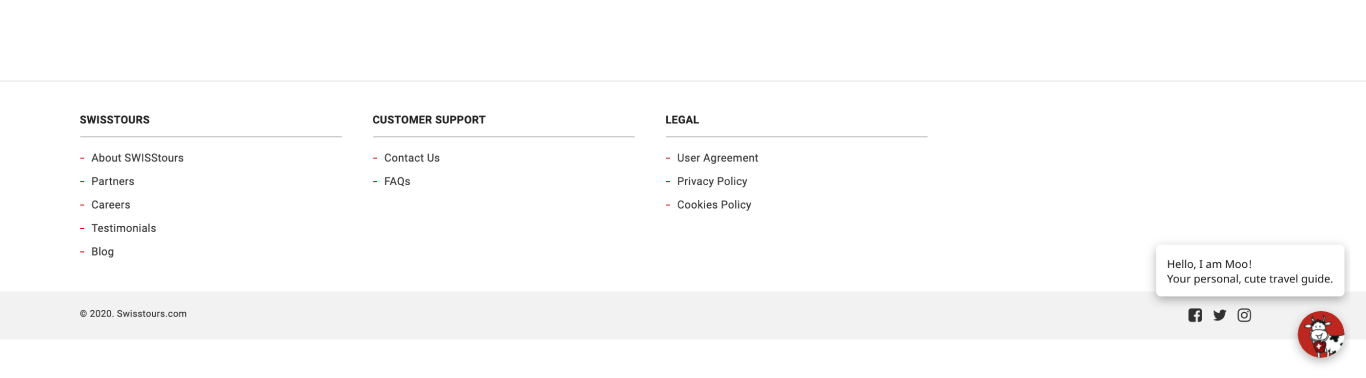 SWISSTOURS
- About SWISStours
- Partners
- Careers
- Testimonials
- Blog
CUSTOMER SUPPORT
- Contact Us
- FAQs
LEGAL
- User Agreement
- Privacy Policy
- Cookies Policy
Hello, I am Moo!
Your personal, cute travel guide.
© 2020. Swisstours.com